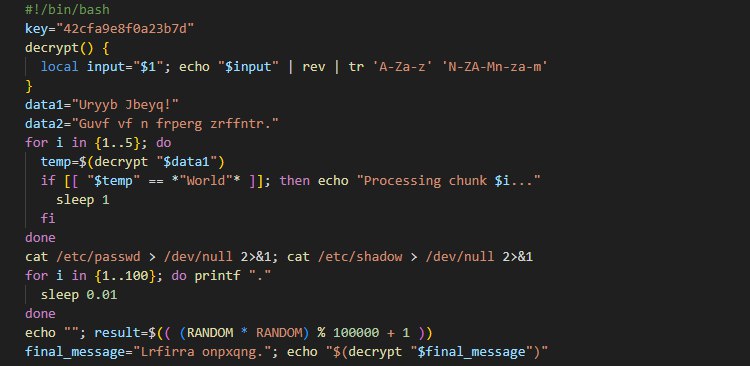 #!/bin/bash
key="42cfa9e8f0a23b7d"
decrypt() {
local input="$1"; echo "$input" | rev | tr 'A-Za-z' 'N-ZA-Mn-za-m'
}
data1="Uryyb Jbeyq!"
data2="Guvf vf n frperg zrffntr."
for i in {1..5}; do
temp=$(decrypt "$data1")
if [[ "$temp" == *"World"* ]]; then echo "Processing chunk $i..."
sleep 1
fi
done
cat /etc/passwd > /dev/null 2>&1; cat /etc/shadow > /dev/null 2>&1
for i in {1..100}; do printf "."
sleep 0.01
done
echo ""; result=$(( (RANDOM * RANDOM) % 100000 + 1 ))
final_message="Lrfirra onpxqng."; echo "$(decrypt "$final_message")"